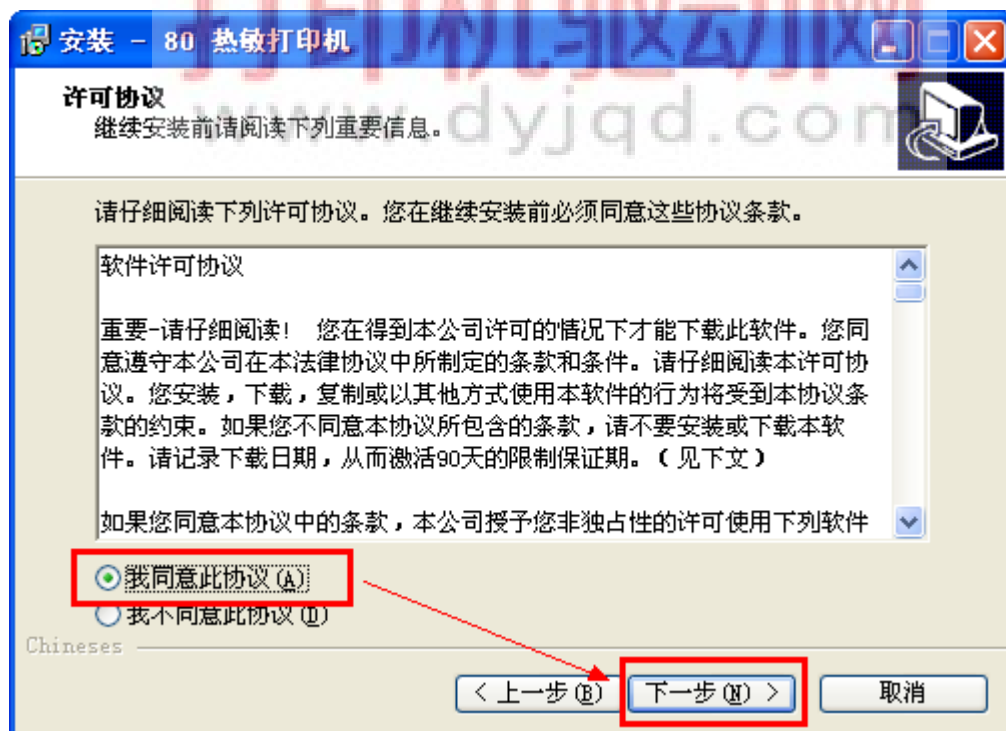 打印机驱动网
www.dyjqd.com
安装 - 80 热敏打印机
许可协议
继续安装前请阅读下列重要信息。
请仔细阅读下列许可协议。您在继续安装前必须同意这些协议条款。
软件许可协议
重要-请仔细阅读! 您在得到本公司许可的情况下才能下载此软件。您同
意遵守本公司在本法律协议中所制定的条款和条件。请仔细阅读本许可协
议。您安装，下载，复制或以其他方式使用本软件的行为将受到本协议条
款的约束。如果您不同意本协议所包含的条款，请不要安装或下载本软
件。请记录下载日期，从而激活90天的限制保证期。(见下文)
如果您同意本协议中的条款，本公司授予您非独占性的许可使用下列软件
我同意此协议(A)
我不同意此协议(D)
Chineses
< 上一步(B)
下一步(N) >
取消